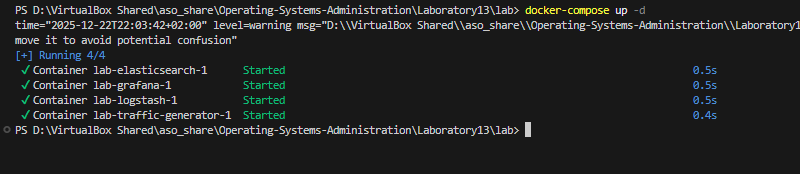 PS D:\VirtualBox Shared\aso_share\Operating-Systems-Administration\Laboratory13\lab> docker-compose up -d
time="2025-12-22T22:03:42+02:00" level=warning msg="D:\\VirtualBox Shared\\aso_share\\Operating-Systems-Administration\\Laboratory1
move it to avoid potential confusion"
[+] Running 4/4
✓ Container lab-elasticsearch-1 Started 0.5s
✓ Container lab-grafana-1 Started 0.5s
✓ Container lab-logstash-1 Started 0.5s
✓ Container lab-traffic-generator-1 Started 0.4s
PS D:\VirtualBox Shared\aso_share\Operating-Systems-Administration\Laboratory13\lab>